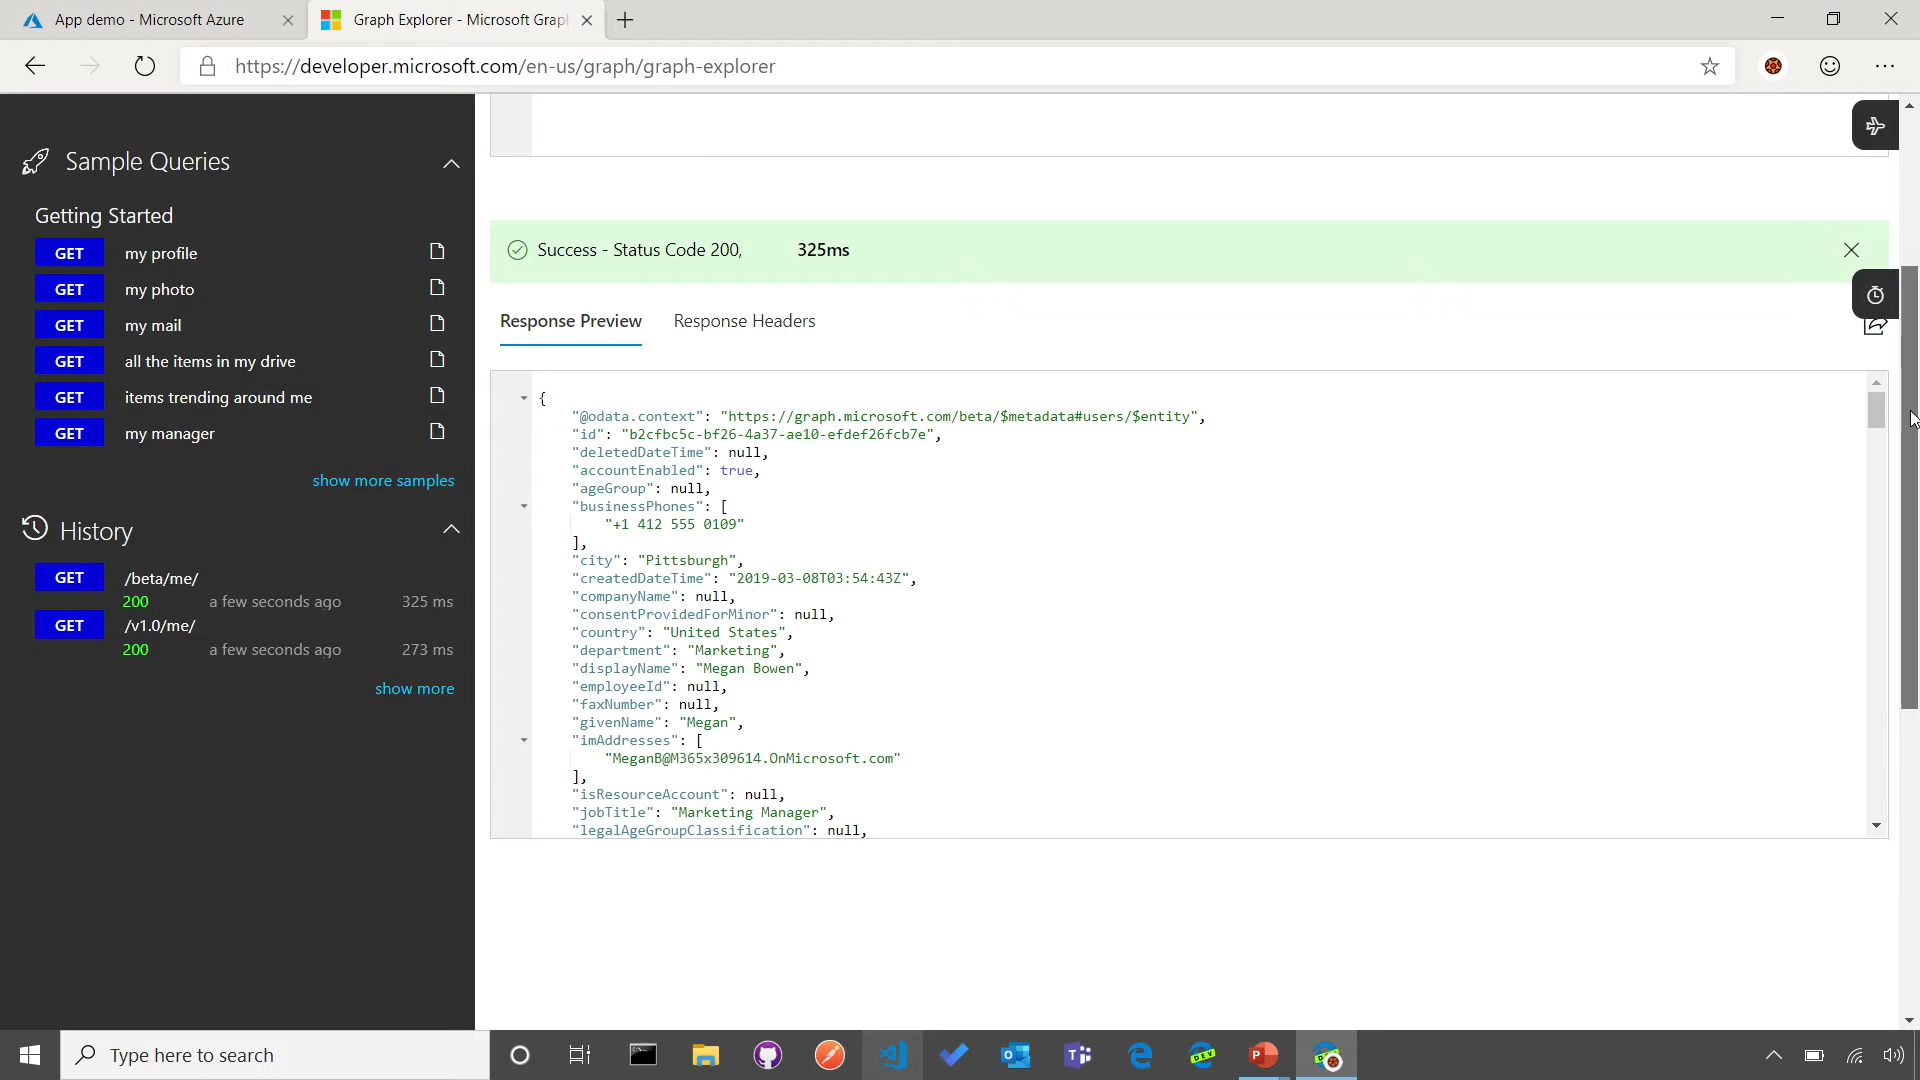 App demo - Microsoft Azure
Graph Explorer - Microsoft Grap
https://developer.microsoft.com/en-us/graph/graph-explorer
Sample Queries
Getting Started
GET my profile
GET my photo
GET my mail
GET all the items in my drive
GET items trending around me
GET my manager
show more samples
History
GET /beta/me/
200 a few seconds ago 325 ms
GET /v1.0/me/
200 a few seconds ago 273 ms
show more
Success - Status Code 200, 325ms
Response Preview Response Headers
{
"@odata.context": "https://graph.microsoft.com/beta/$metadata#users/$entity",
"id": "b2cfbc5c-bf26-4a37-ae10-efdef26fcb7e",
"deletedDateTime": null,
"accountEnabled": true,
"ageGroup": null,
"businessPhones": [
"+1 412 555 0109"
],
"city": "Pittsburgh",
"createdDateTime": "2019-03-08T03:54:43Z",
"companyName": null,
"consentProvidedForMinor": null,
"country": "United States",
"department": "Marketing",
"displayName": "Megan Bowen",
"employeeId": null,
"faxNumber": null,
"givenName": "Megan",
"imAddresses": [
"MeganB@M365x309614.OnMicrosoft.com"
],
"isResourceAccount": null,
"jobTitle": "Marketing Manager",
"legalAgeGroupClassification": null,
Type here to search
DEV